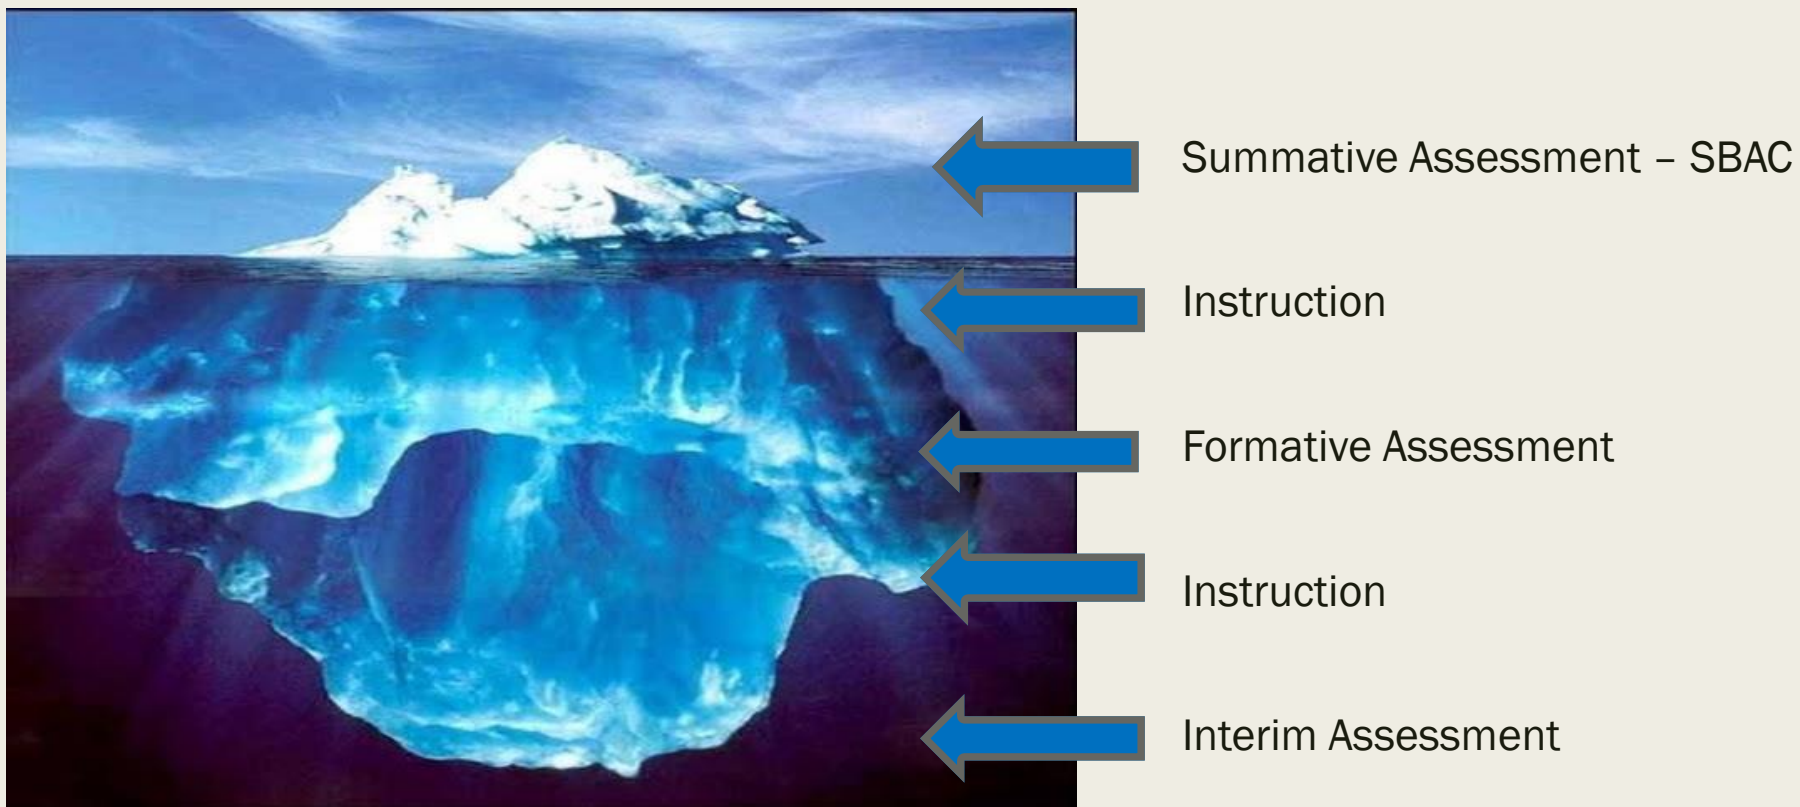 Summative Assessment – SBAC
Instruction
Formative Assessment
Instruction
Interim Assessment